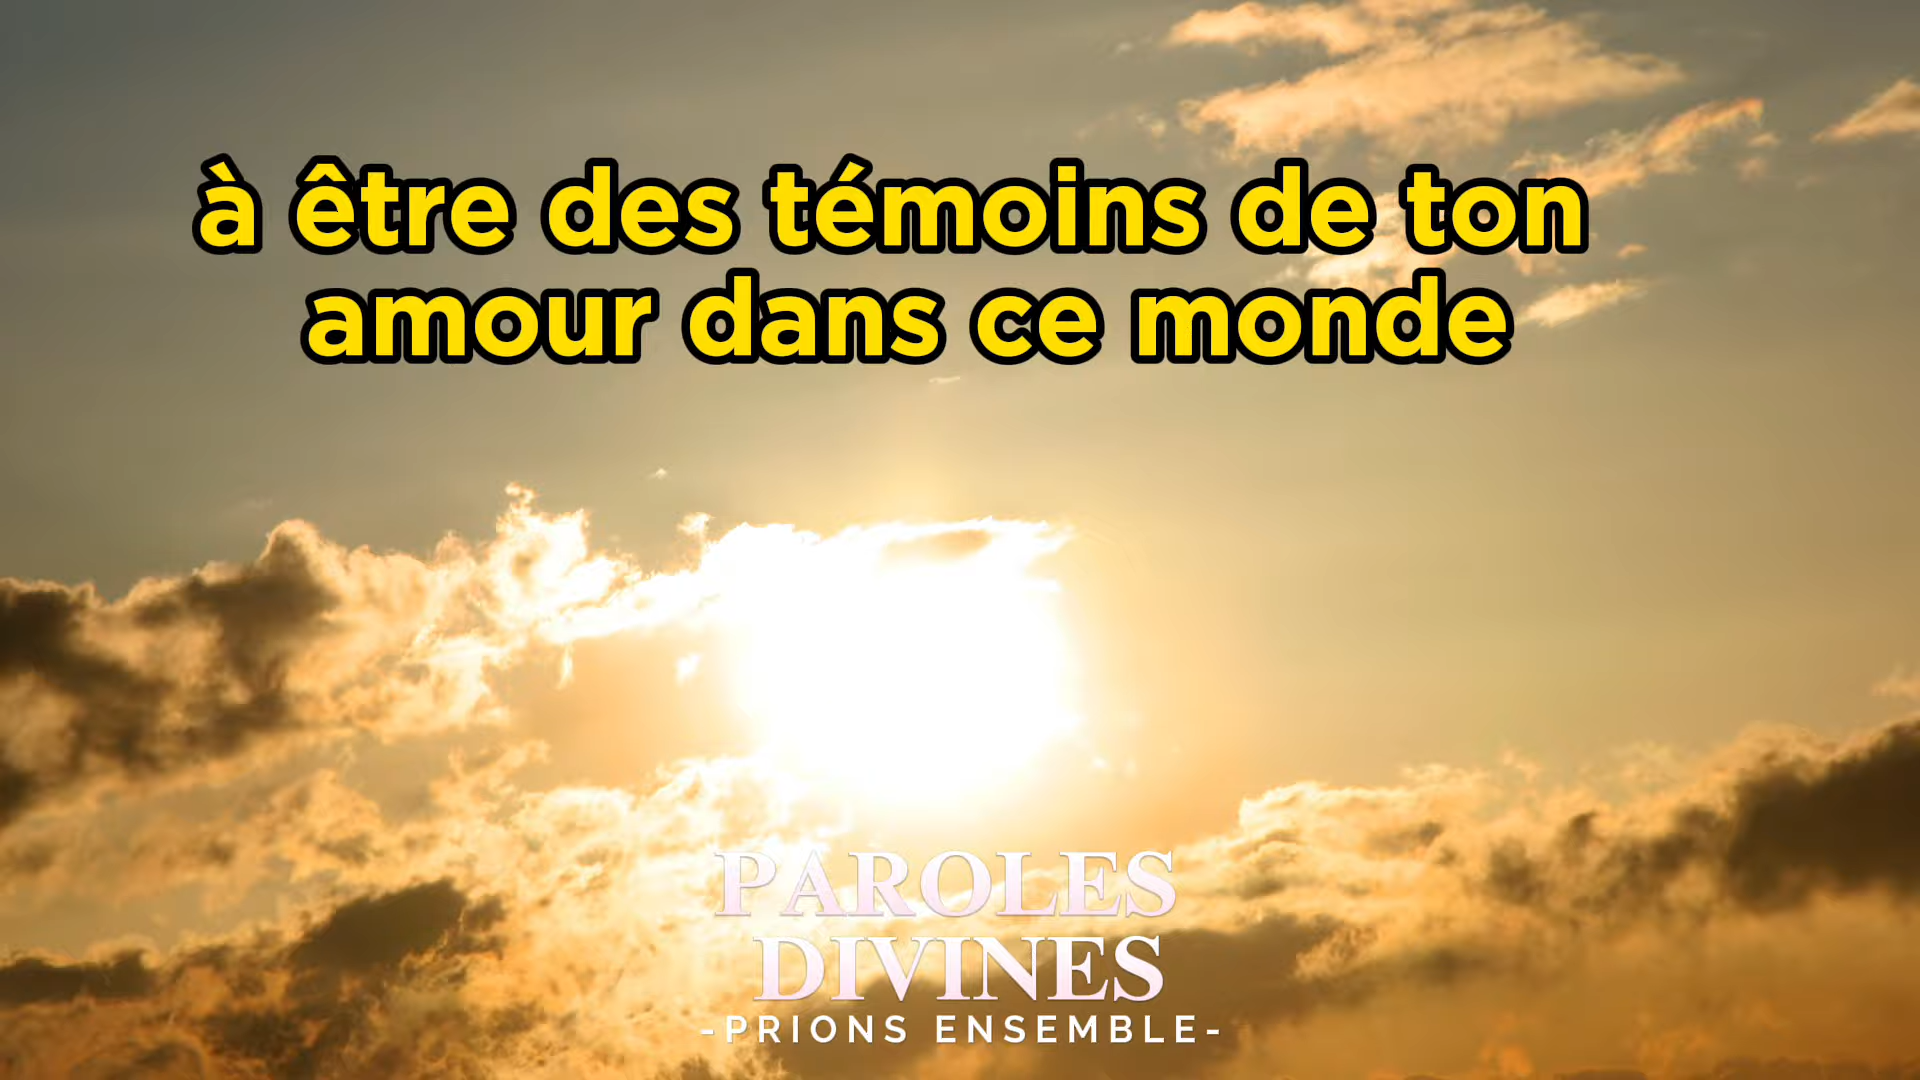 à être des témoins de ton
amour dans ce monde
PAROLES
DIVINES
-PRIONS ENSEMBLE-